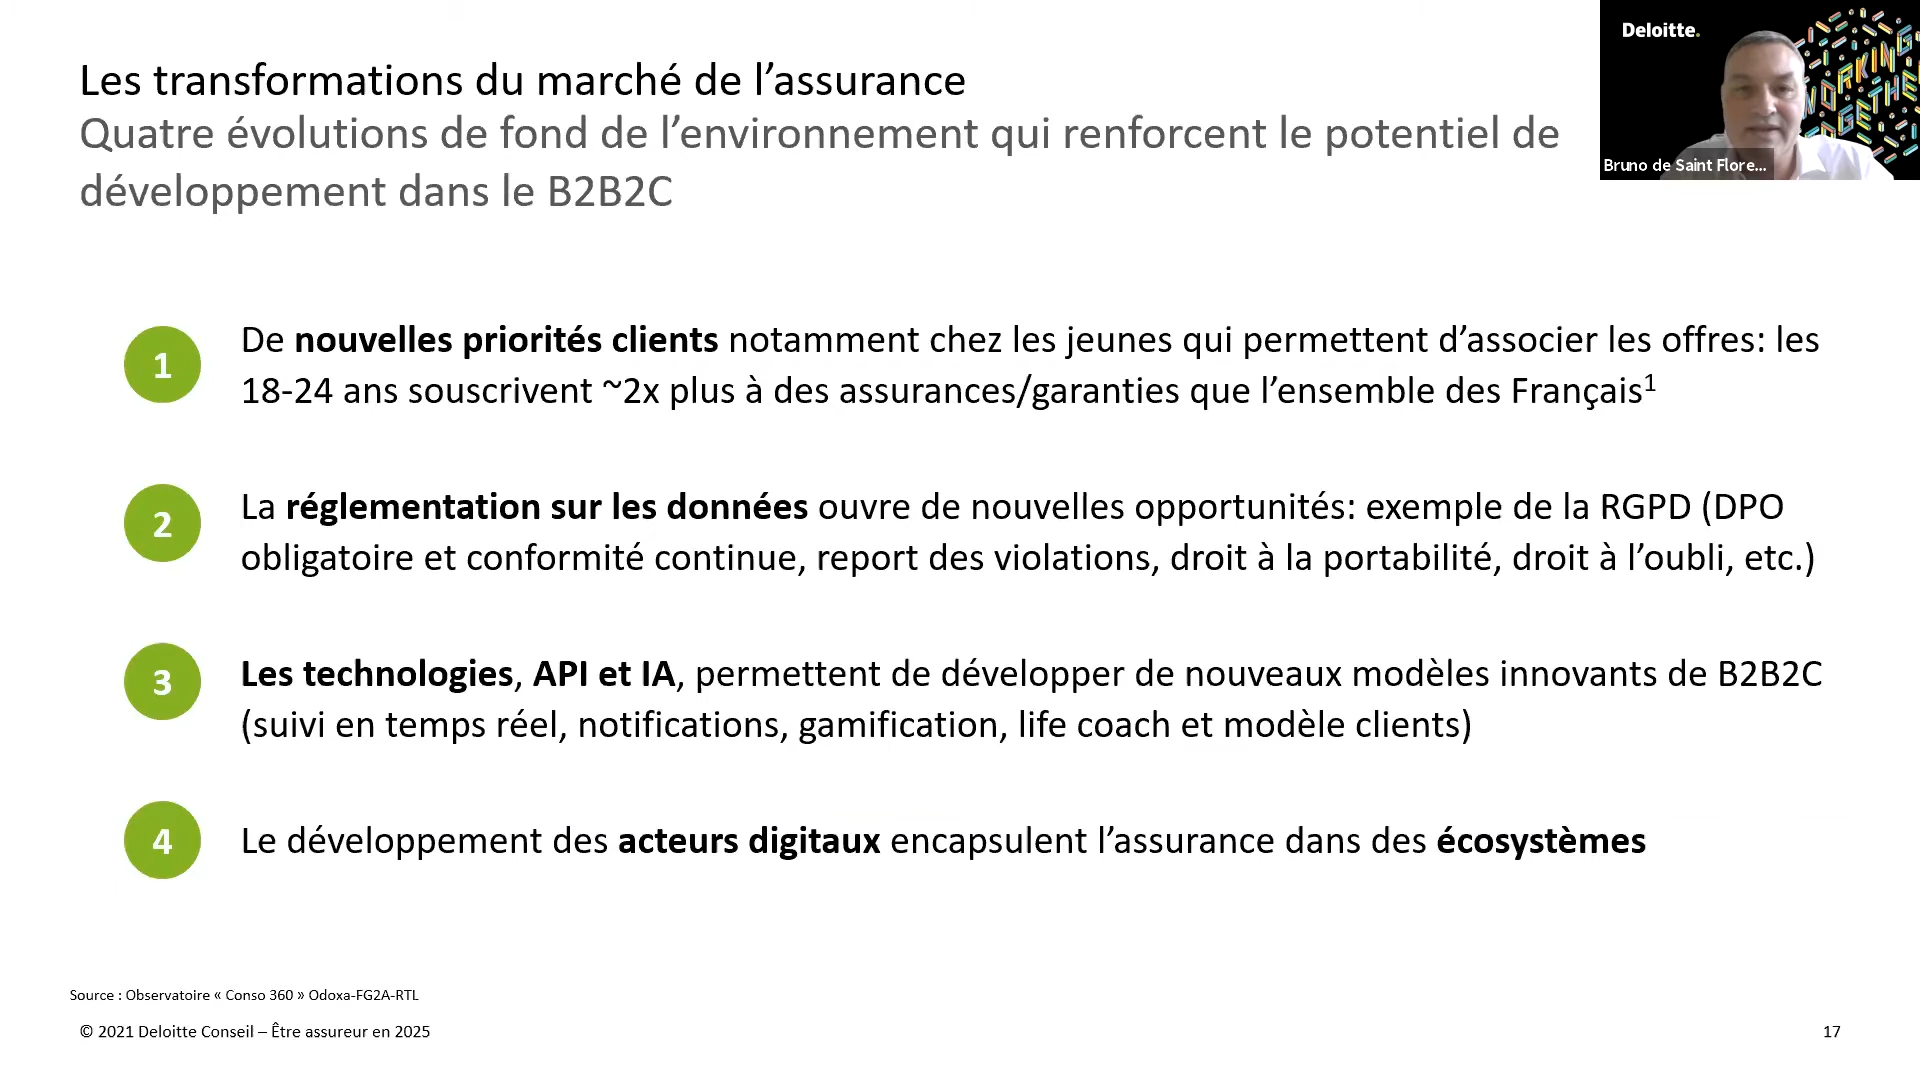 Les transformations du marché de l’assurance
Quatre évolutions de fond de l’environnement qui renforcent le potentiel de
développement dans le B2B2C
Deloitte.
WORKING
TOGETHER
Bruno de Saint Flore...
1
De nouvelles priorités clients notamment chez les jeunes qui permettent d’associer les offres: les
18-24 ans souscrivent ~2x plus à des assurances/garanties que l’ensemble des Français¹
2
La réglementation sur les données ouvre de nouvelles opportunités: exemple de la RGPD (DPO
obligatoire et conformité continue, report des violations, droit à la portabilité, droit à l’oubli, etc.)
3
Les technologies, API et IA, permettent de développer de nouveaux modèles innovants de B2B2C
(suivi en temps réel, notifications, gamification, life coach et modèle clients)
4
Le développement des acteurs digitaux encapsulent l’assurance dans des écosystèmes
Source : Observatoire « Conso 360 » Odoxa-FG2A-RTL
© 2021 Deloitte Conseil – Être assureur en 2025
17